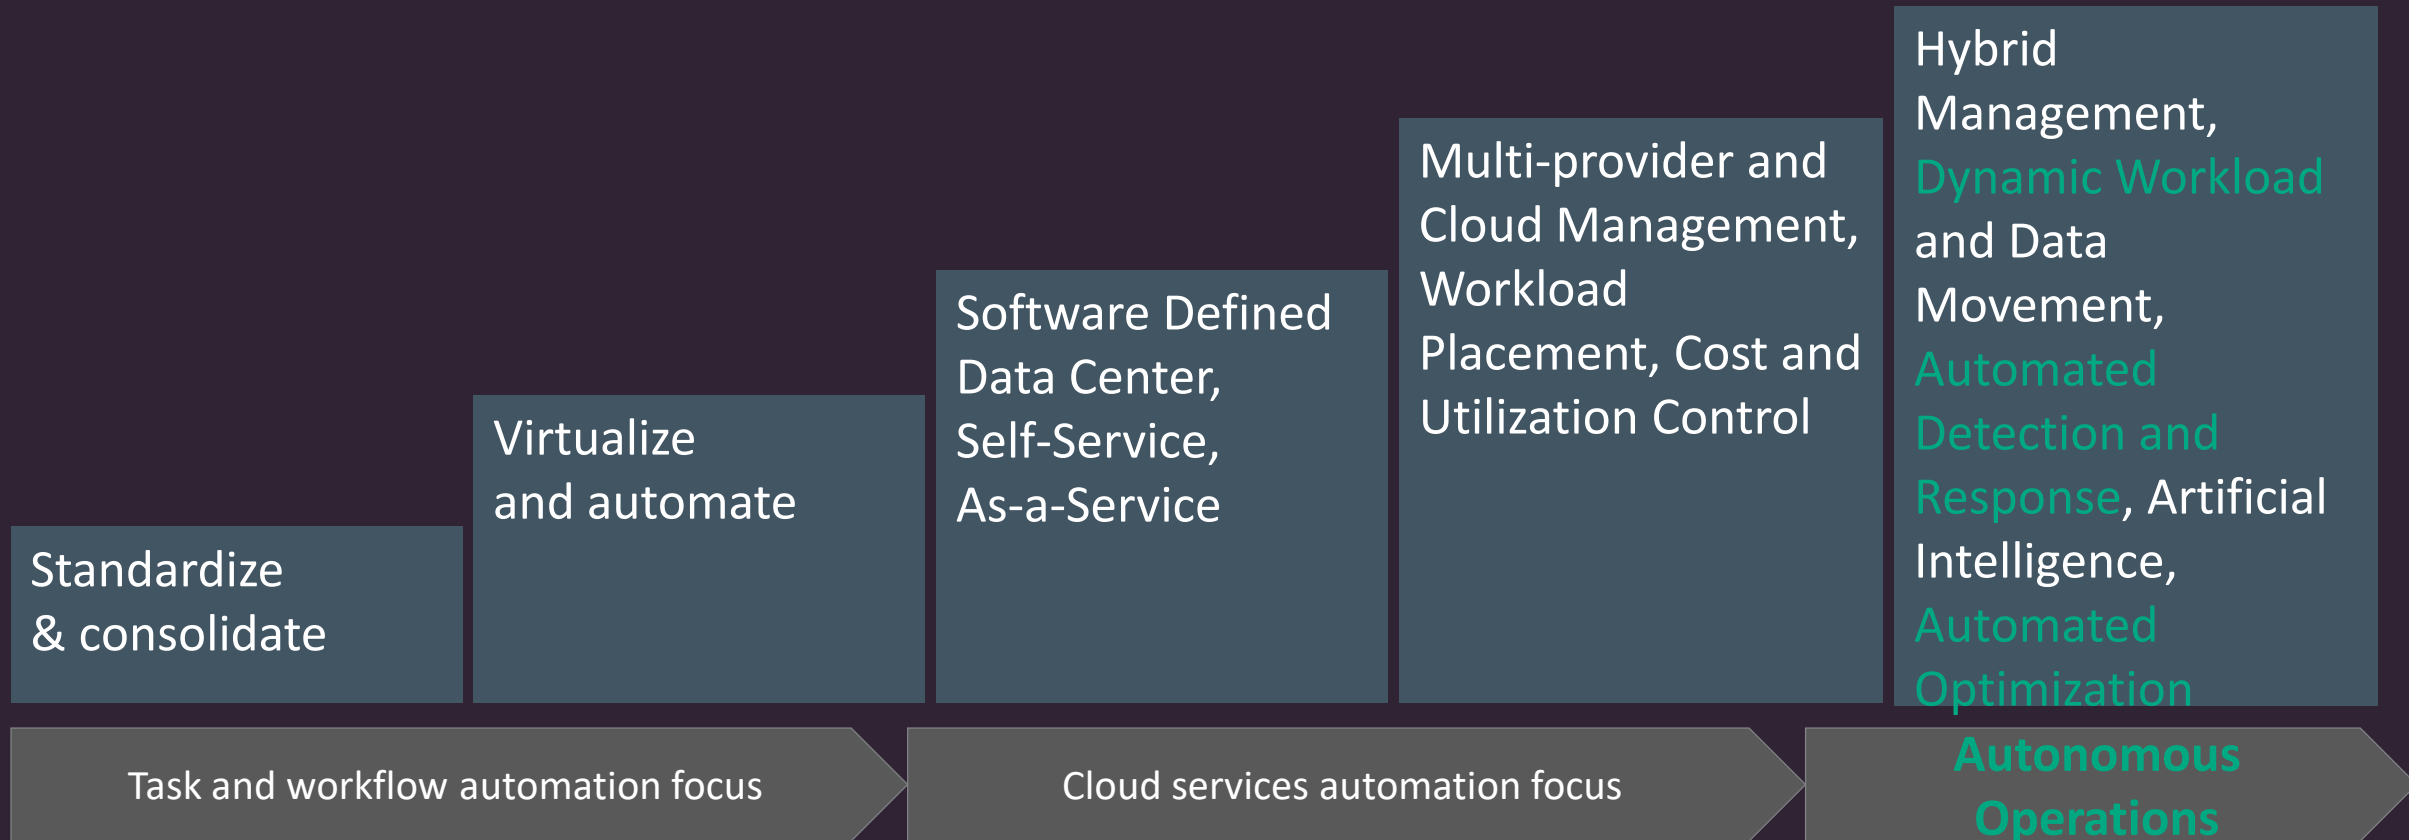 Standardize
& consolidate
Virtualize
and automate
Software Defined
Data Center,
Self-Service,
As-a-Service
Multi-provider and
Cloud Management,
Workload
Placement, Cost and
Utilization Control
Hybrid
Management,
Dynamic Workload
and Data
Movement,
Automated
Detection and
Response, Artificial
Intelligence,
Automated
Optimization
Task and workflow automation focus
Cloud services automation focus
Autonomous
Operations